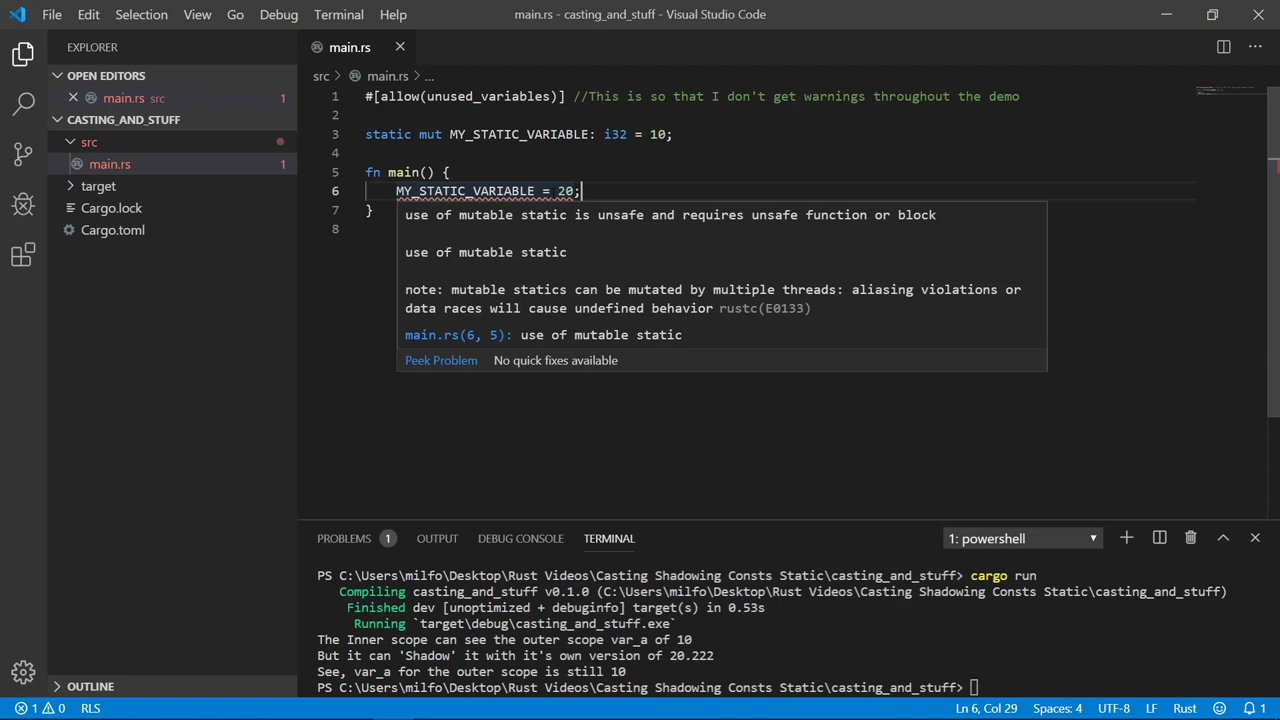 File Edit Selection View Go Debug Terminal Help main.rs - casting_and_stuff - Visual Studio Code
EXPLORER
OPEN EDITORS
main.rs src 1
CASTING_AND_STUFF
src
main.rs 1
target
Cargo.lock
Cargo.toml
OUTLINE
main.rs
src > main.rs > ...
1 #[allow(unused_variables)] //This is so that I don't get warnings throughout the demo
2
3 static mut MY_STATIC_VARIABLE: i32 = 10;
4
5 fn main() {
6 MY_STATIC_VARIABLE = 20;
7 }
8
use of mutable static is unsafe and requires unsafe function or block
use of mutable static
note: mutable statics can be mutated by multiple threads: aliasing violations or
data races will cause undefined behavior rustc(E0133)
main.rs(6, 5): use of mutable static
Peek Problem No quick fixes available
PROBLEMS 1 OUTPUT DEBUG CONSOLE TERMINAL 1: powershell
PS C:\Users\milfo\Desktop\Rust Videos\Casting Shadowing Consts Static\casting_and_stuff> cargo run
Compiling casting_and_stuff v0.1.0 (C:\Users\milfo\Desktop\Rust Videos\Casting Shadowing Consts Static\casting_and_stuff)
Finished dev [unoptimized + debuginfo] target(s) in 0.53s
Running `target\debug\casting_and_stuff.exe`
The Inner scope can see the outer scope var_a of 10
But it can 'Shadow' it with it's own version of 20.222
See, var_a for the outer scope is still 10
PS C:\Users\milfo\Desktop\Rust Videos\Casting Shadowing Consts Static\casting_and_stuff>
1 0 RLS Ln 6, Col 29 Spaces: 4 UTF-8 LF Rust 1